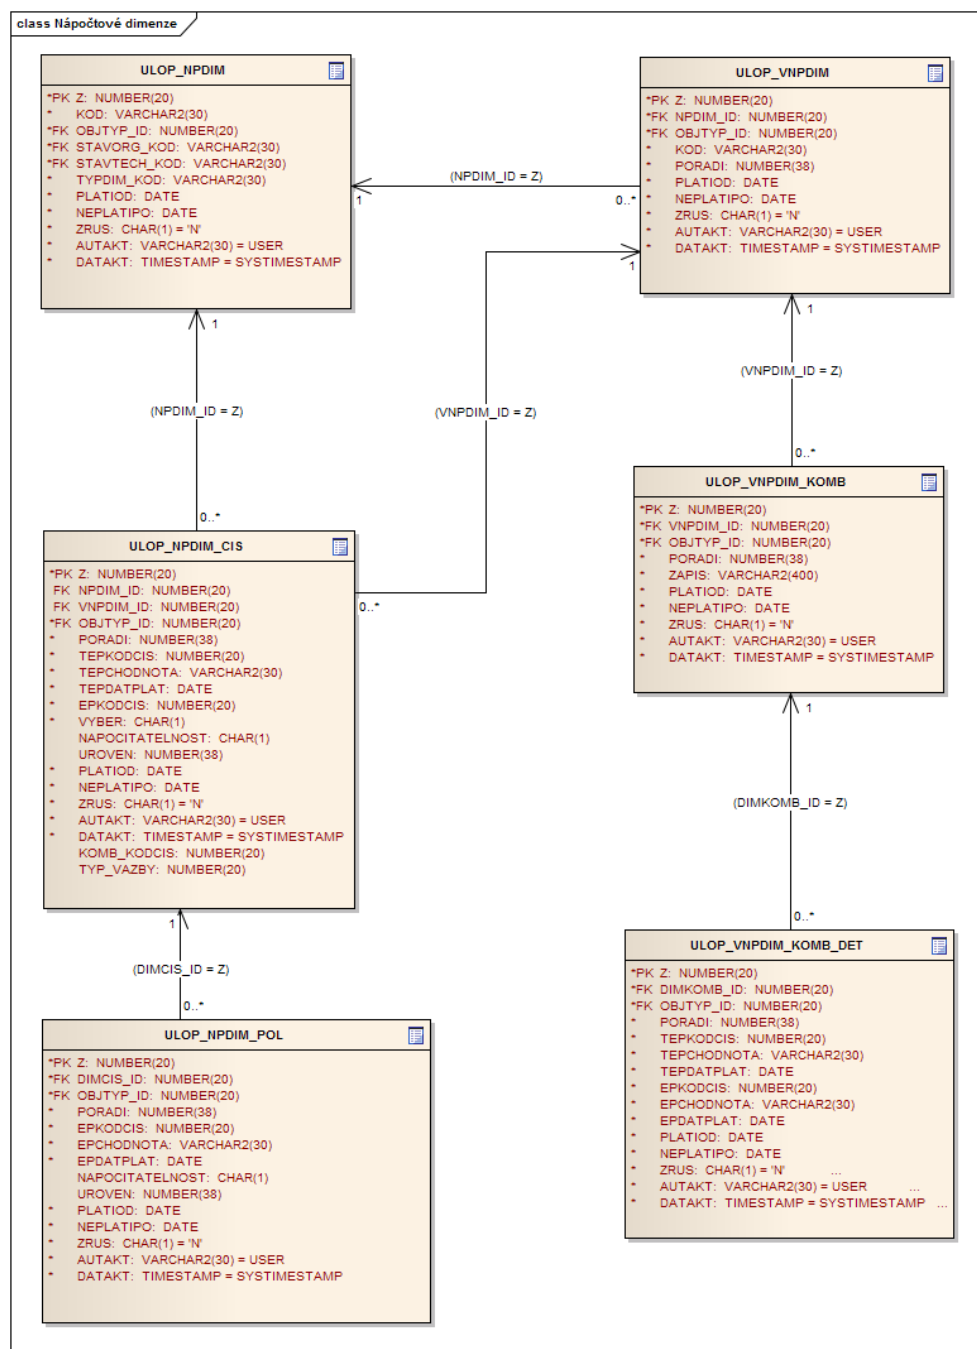 class Nápočtové dimenze
ULOP_NPDIM
*PK Z: NUMBER(20)
* KOD: VARCHAR2(30)
*FK OBJTYP_ID: NUMBER(20)
*FK STAVORG_KOD: VARCHAR2(30)
*FK STAVTECH_KOD: VARCHAR2(30)
* TYPDIM_KOD: VARCHAR2(30)
* PLATIOD: DATE
* NEPLATIPO: DATE
* ZRUS: CHAR(1) = 'N'
* AUTAKT: VARCHAR2(30) = USER
* DATAKT: TIMESTAMP = SYSTIMESTAMP
ULOP_VNPDIM
*PK Z: NUMBER(20)
*FK NPDIM_ID: NUMBER(20)
*FK OBJTYP_ID: NUMBER(20)
* KOD: VARCHAR2(30)
* PORADI: NUMBER(38)
* PLATIOD: DATE
* NEPLATIPO: DATE
* ZRUS: CHAR(1) = 'N'
* AUTAKT: VARCHAR2(30) = USER
* DATAKT: TIMESTAMP = SYSTIMESTAMP
(NPDIM_ID = Z)
1
0..*
1
1
1
(VNPDIM_ID = Z)
(NPDIM_ID = Z)
(VNPDIM_ID = Z)
0..*
0..*
ULOP_VNPDIM_KOMB
*PK Z: NUMBER(20)
*FK VNPDIM_ID: NUMBER(20)
*FK OBJTYP_ID: NUMBER(20)
* PORADI: NUMBER(38)
* ZAPIS: VARCHAR2(400)
* PLATIOD: DATE
* NEPLATIPO: DATE
* ZRUS: CHAR(1) = 'N'
* AUTAKT: VARCHAR2(30) = USER
* DATAKT: TIMESTAMP = SYSTIMESTAMP
ULOP_NPDIM_CIS
*PK Z: NUMBER(20)
FK NPDIM_ID: NUMBER(20)
FK VNPDIM_ID: NUMBER(20)
*FK OBJTYP_ID: NUMBER(20)
* PORADI: NUMBER(38)
* TEPKODCIS: NUMBER(20)
* TEPCHODNOTA: VARCHAR2(30)
* TEPDATPLAT: DATE
* EPKODCIS: NUMBER(20)
* VYBER: CHAR(1)
NAPOCITATELNOST: CHAR(1)
UROVEN: NUMBER(38)
* PLATIOD: DATE
* NEPLATIPO: DATE
* ZRUS: CHAR(1) = 'N'
* AUTAKT: VARCHAR2(30) = USER
* DATAKT: TIMESTAMP = SYSTIMESTAMP
KOMB_KODCIS: NUMBER(20)
TYP_VAZBY: NUMBER(20)
0..*
1
(DIMKOMB_ID = Z)
0..*
1
(DIMCIS_ID = Z)
0..*
ULOP_VNPDIM_KOMB_DET
*PK Z: NUMBER(20)
*FK DIMKOMB_ID: NUMBER(20)
*FK OBJTYP_ID: NUMBER(20)
* PORADI: NUMBER(38)
* TEPKODCIS: NUMBER(20)
* TEPCHODNOTA: VARCHAR2(30)
* TEPDATPLAT: DATE
* EPKODCIS: NUMBER(20)
* EPCHODNOTA: VARCHAR2(30)
* EPDATPLAT: DATE
* PLATIOD: DATE
* NEPLATIPO: DATE
* ZRUS: CHAR(1) = 'N' ...
* AUTAKT: VARCHAR2(30) = USER ...
* DATAKT: TIMESTAMP = SYSTIMESTAMP ...
ULOP_NPDIM_POL
*PK Z: NUMBER(20)
*FK DIMCIS_ID: NUMBER(20)
*FK OBJTYP_ID: NUMBER(20)
* PORADI: NUMBER(38)
* EPKODCIS: NUMBER(20)
* EPCHODNOTA: VARCHAR2(30)
* EPDATPLAT: DATE
NAPOCITATELNOST: CHAR(1)
UROVEN: NUMBER(38)
* PLATIOD: DATE
* NEPLATIPO: DATE
* ZRUS: CHAR(1) = 'N'
* AUTAKT: VARCHAR2(30) = USER
* DATAKT: TIMESTAMP = SYSTIMESTAMP